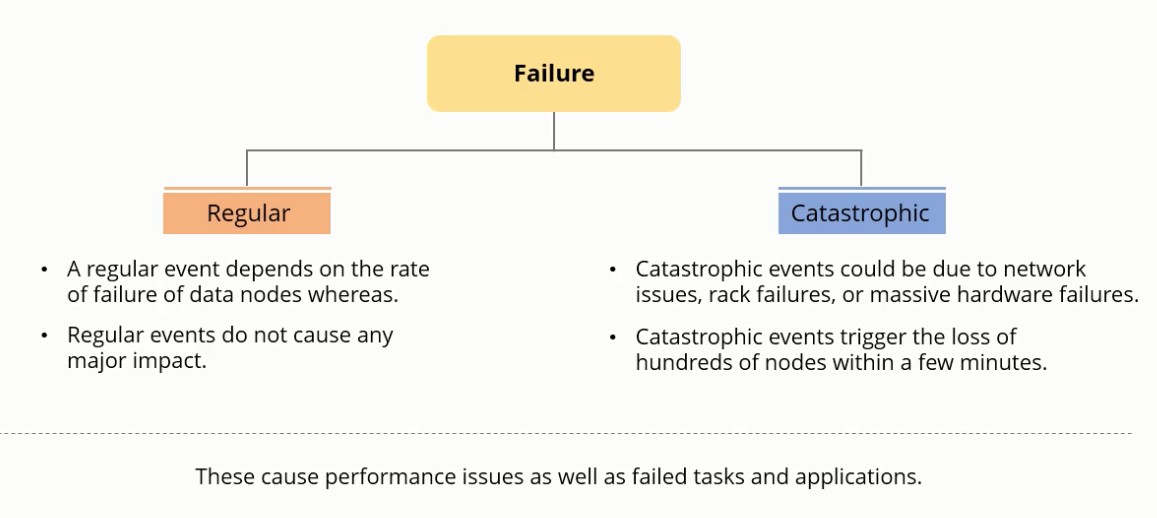 Failure
Regular
• A regular event depends on the rate
of failure of data nodes whereas.
• Regular events do not cause any
major impact.
Catastrophic
• Catastrophic events could be due to network
issues, rack failures, or massive hardware failures.
• Catastrophic events trigger the loss of
hundreds of nodes within a few minutes.
These cause performance issues as well as failed tasks and applications.